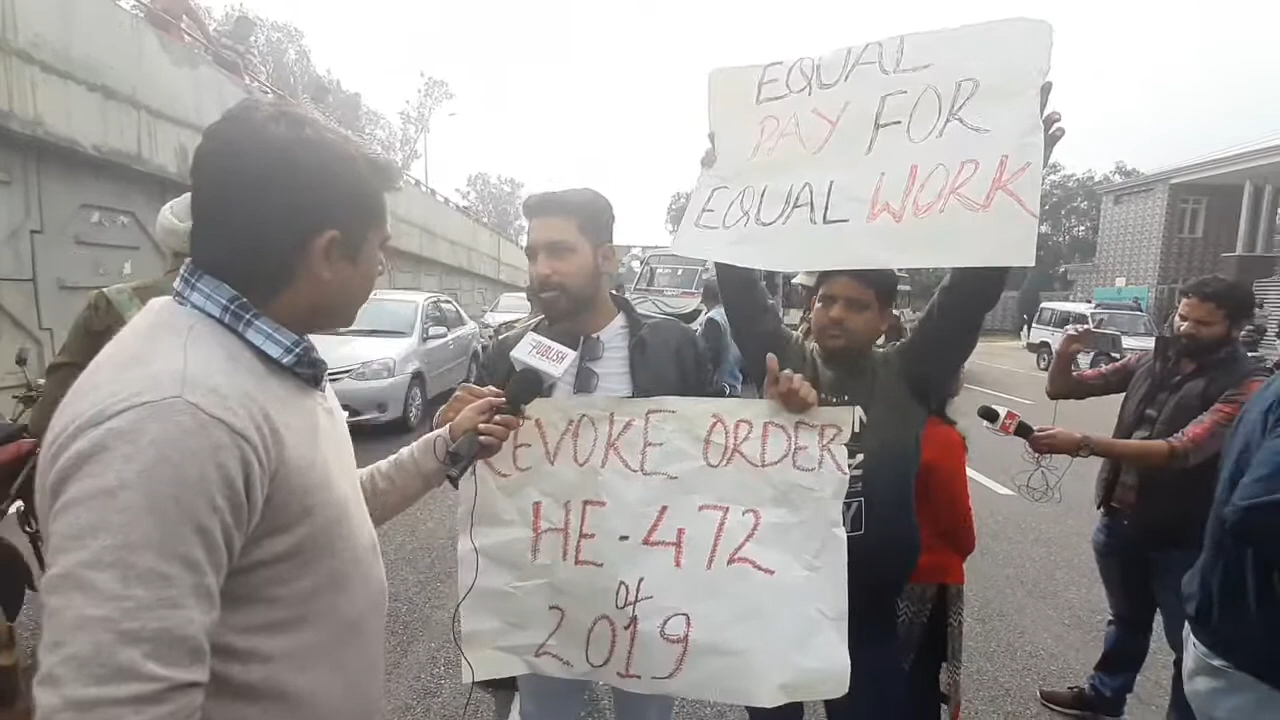 EQUAL
PAY FOR
EQUAL WORK
PUBLISH
REVOKE ORDER
HE-472
of
2019